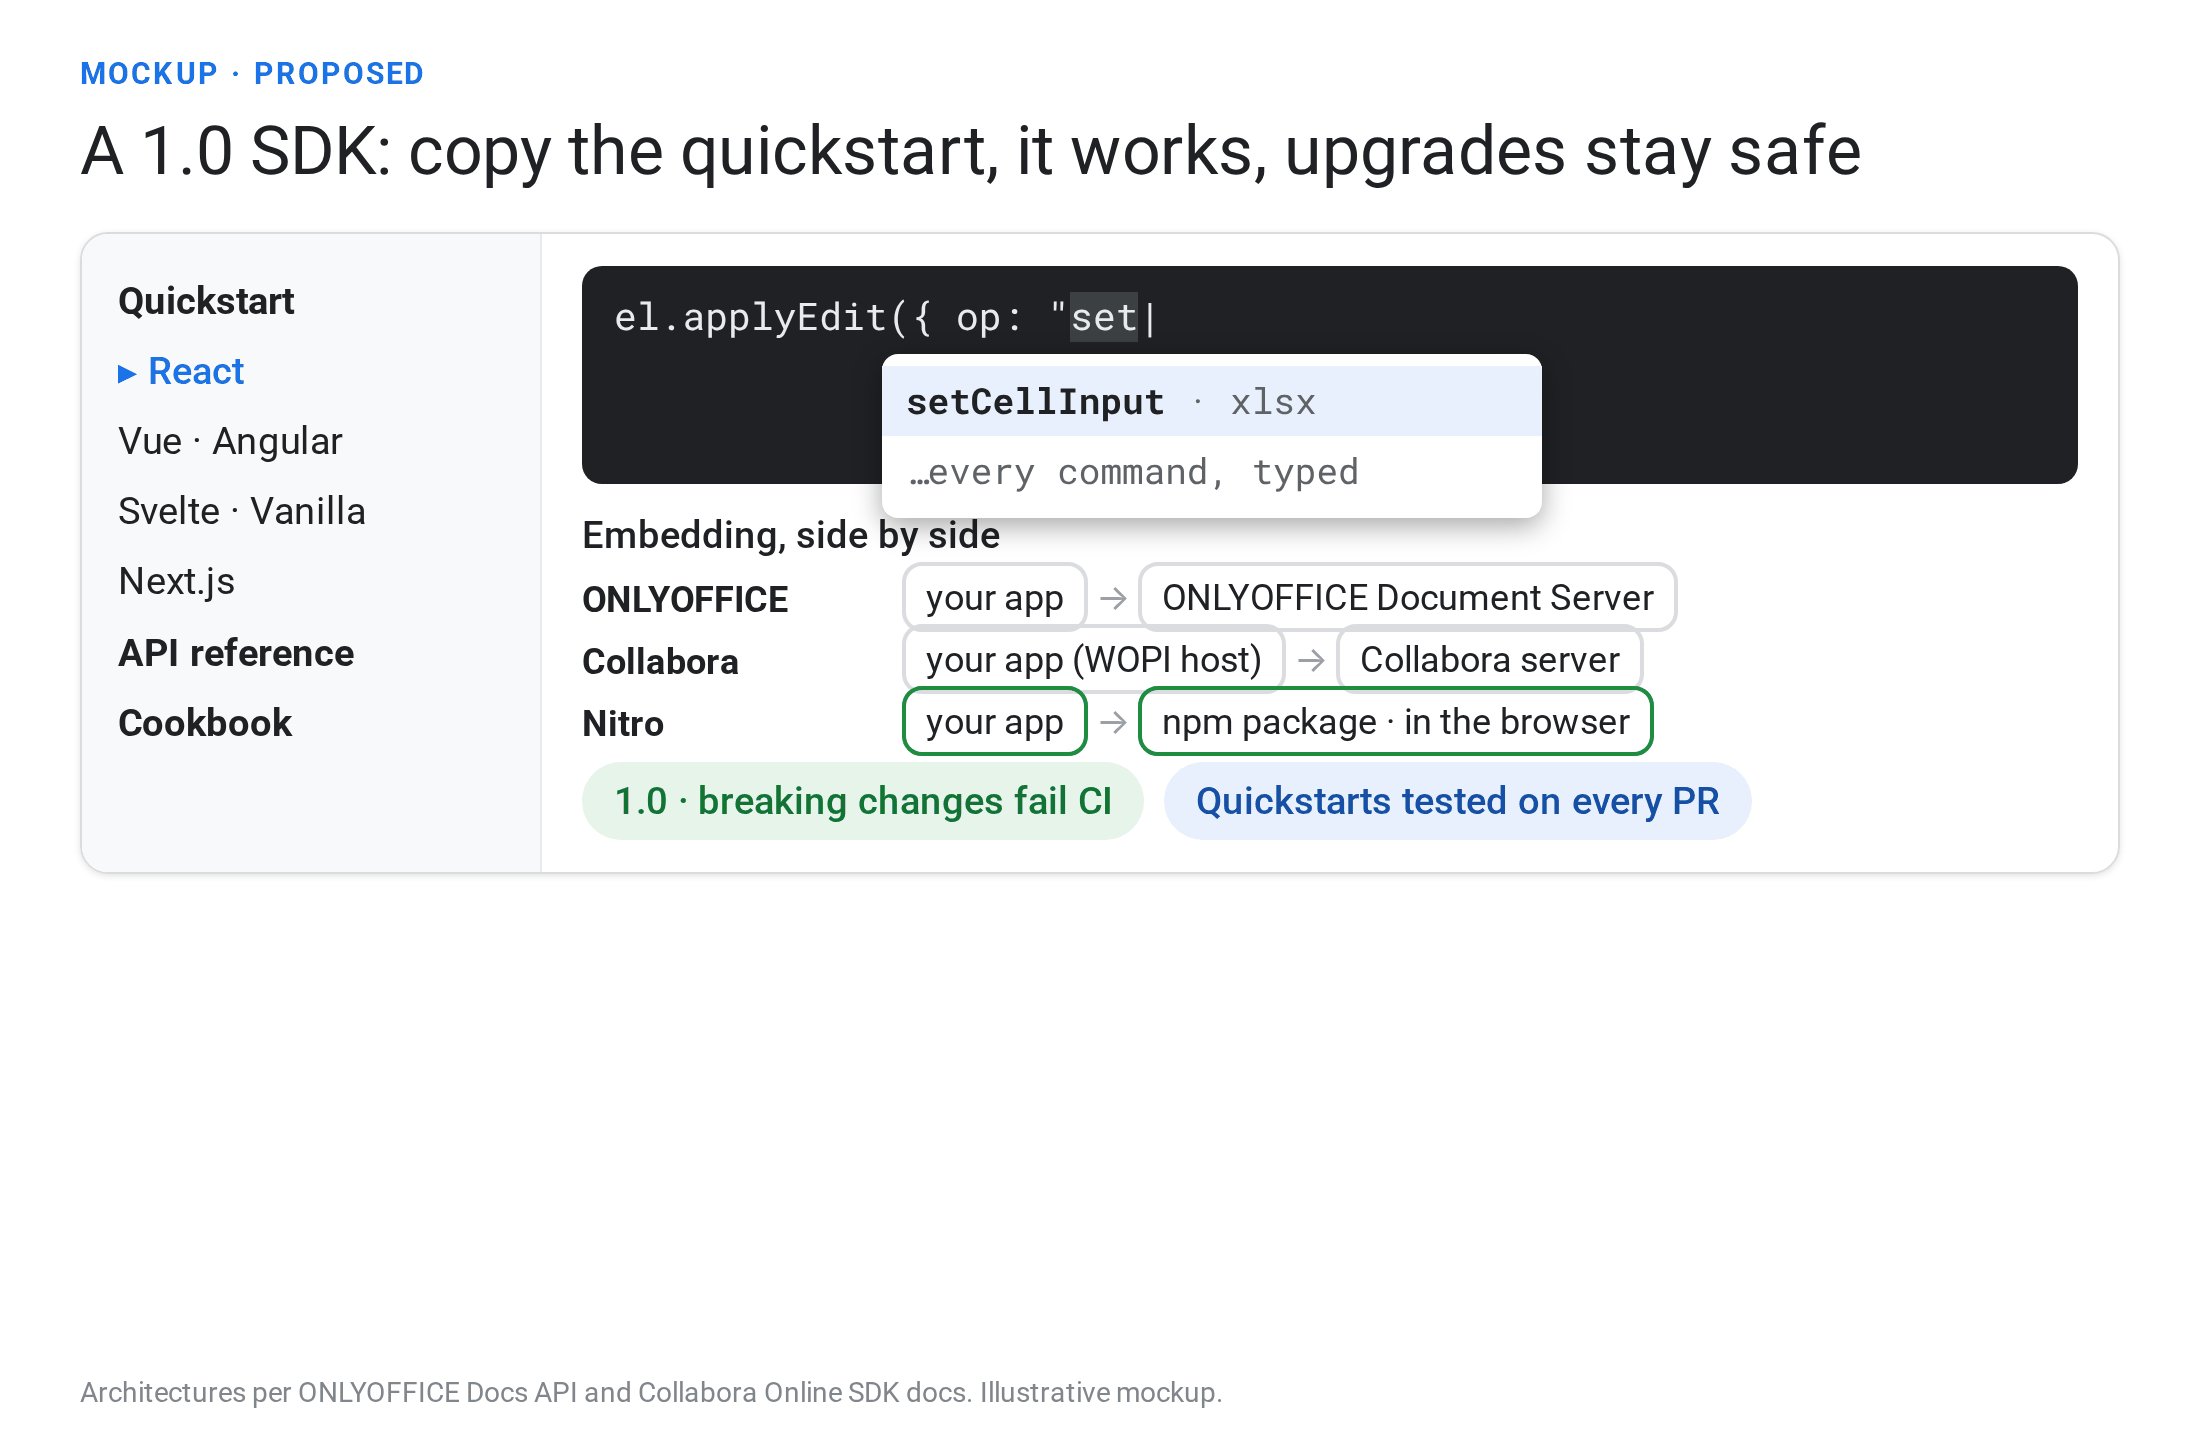 MOCKUP · PROPOSED
A 1.0 SDK: copy the quickstart, it works, upgrades stay safe
Quickstart
▸ React
Vue · Angular
Svelte · Vanilla
Next.js
API reference
Cookbook
el.applyEdit({ op: "set|
setCellInput · xlsx
…every command, typed
Embedding, side by side
ONLYOFFICE your app → ONLYOFFICE Document Server
Collabora your app (WOPI host) → Collabora server
Nitro your app → npm package · in the browser
1.0 · breaking changes fail CI Quickstarts tested on every PR
Architectures per ONLYOFFICE Docs API and Collabora Online SDK docs. Illustrative mockup.